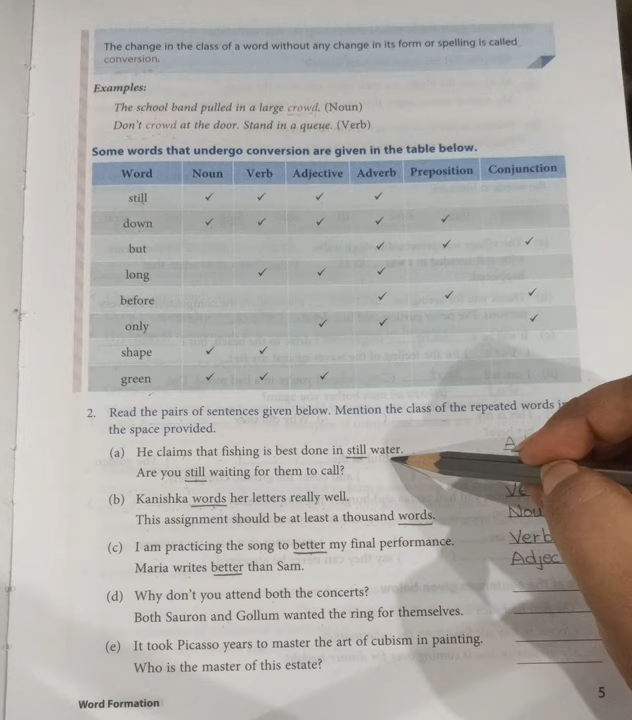 The change in the class of a word without any change in its form or spelling is called
conversion.
Examples:
The school band pulled in a large crowd. (Noun)
Don't crowd at the door. Stand in a queue. (Verb)
Some words that undergo conversion are given in the table below.
Word Noun Verb Adjective Adverb Preposition Conjunction
still ✓ ✓ ✓ ✓
down ✓ ✓ ✓ ✓ ✓
but ✓ ✓ ✓
long ✓ ✓ ✓
before ✓ ✓ ✓
only ✓ ✓ ✓
shape ✓ ✓
green ✓ ✓ ✓
2. Read the pairs of sentences given below. Mention the class of the repeated words
the space provided.
(a) He claims that fishing is best done in still water.
Are you still waiting for them to call?
(b) Kanishka words her letters really well.
This assignment should be at least a thousand words. Nou
(c) I am practicing the song to better my final performance. Verb
Maria writes better than Sam. Adjec
(d) Why don't you attend both the concerts?
Both Sauron and Gollum wanted the ring for themselves.
(e) It took Picasso years to master the art of cubism in painting.
Who is the master of this estate?
Word Formation
5